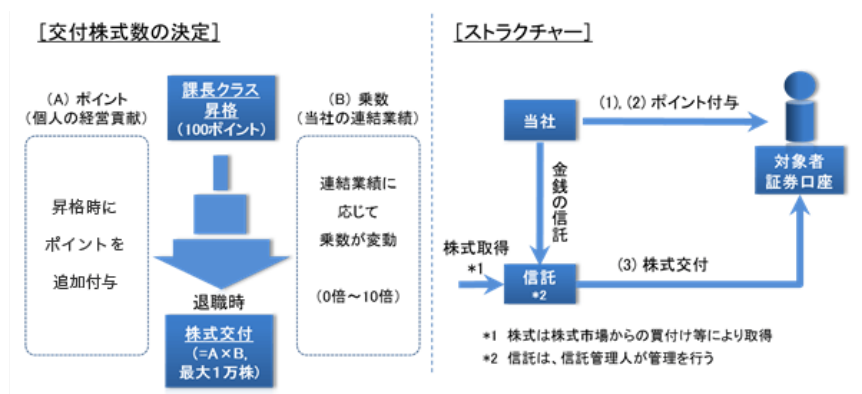 [交付株式数の決定]
(A) ポイント
(個人の経営貢献)
課長クラス
昇格
(100ポイント)
(B) 乗数
(当社の連結業績)
昇格時に
ポイントを
追加付与
連結業績に
応じて
乗数が変動
(0倍～10倍)
退職時
株式交付
(=A×B,
最大1万株)
[ストラクチャー]
当社
(1), (2) ポイント付与
対象者
証券口座
金銭の信託
株式取得
*1
信託
*2
(3) 株式交付
*1 株式は株式市場からの買付け等により取得
*2 信託は、信託管理人が管理を行う